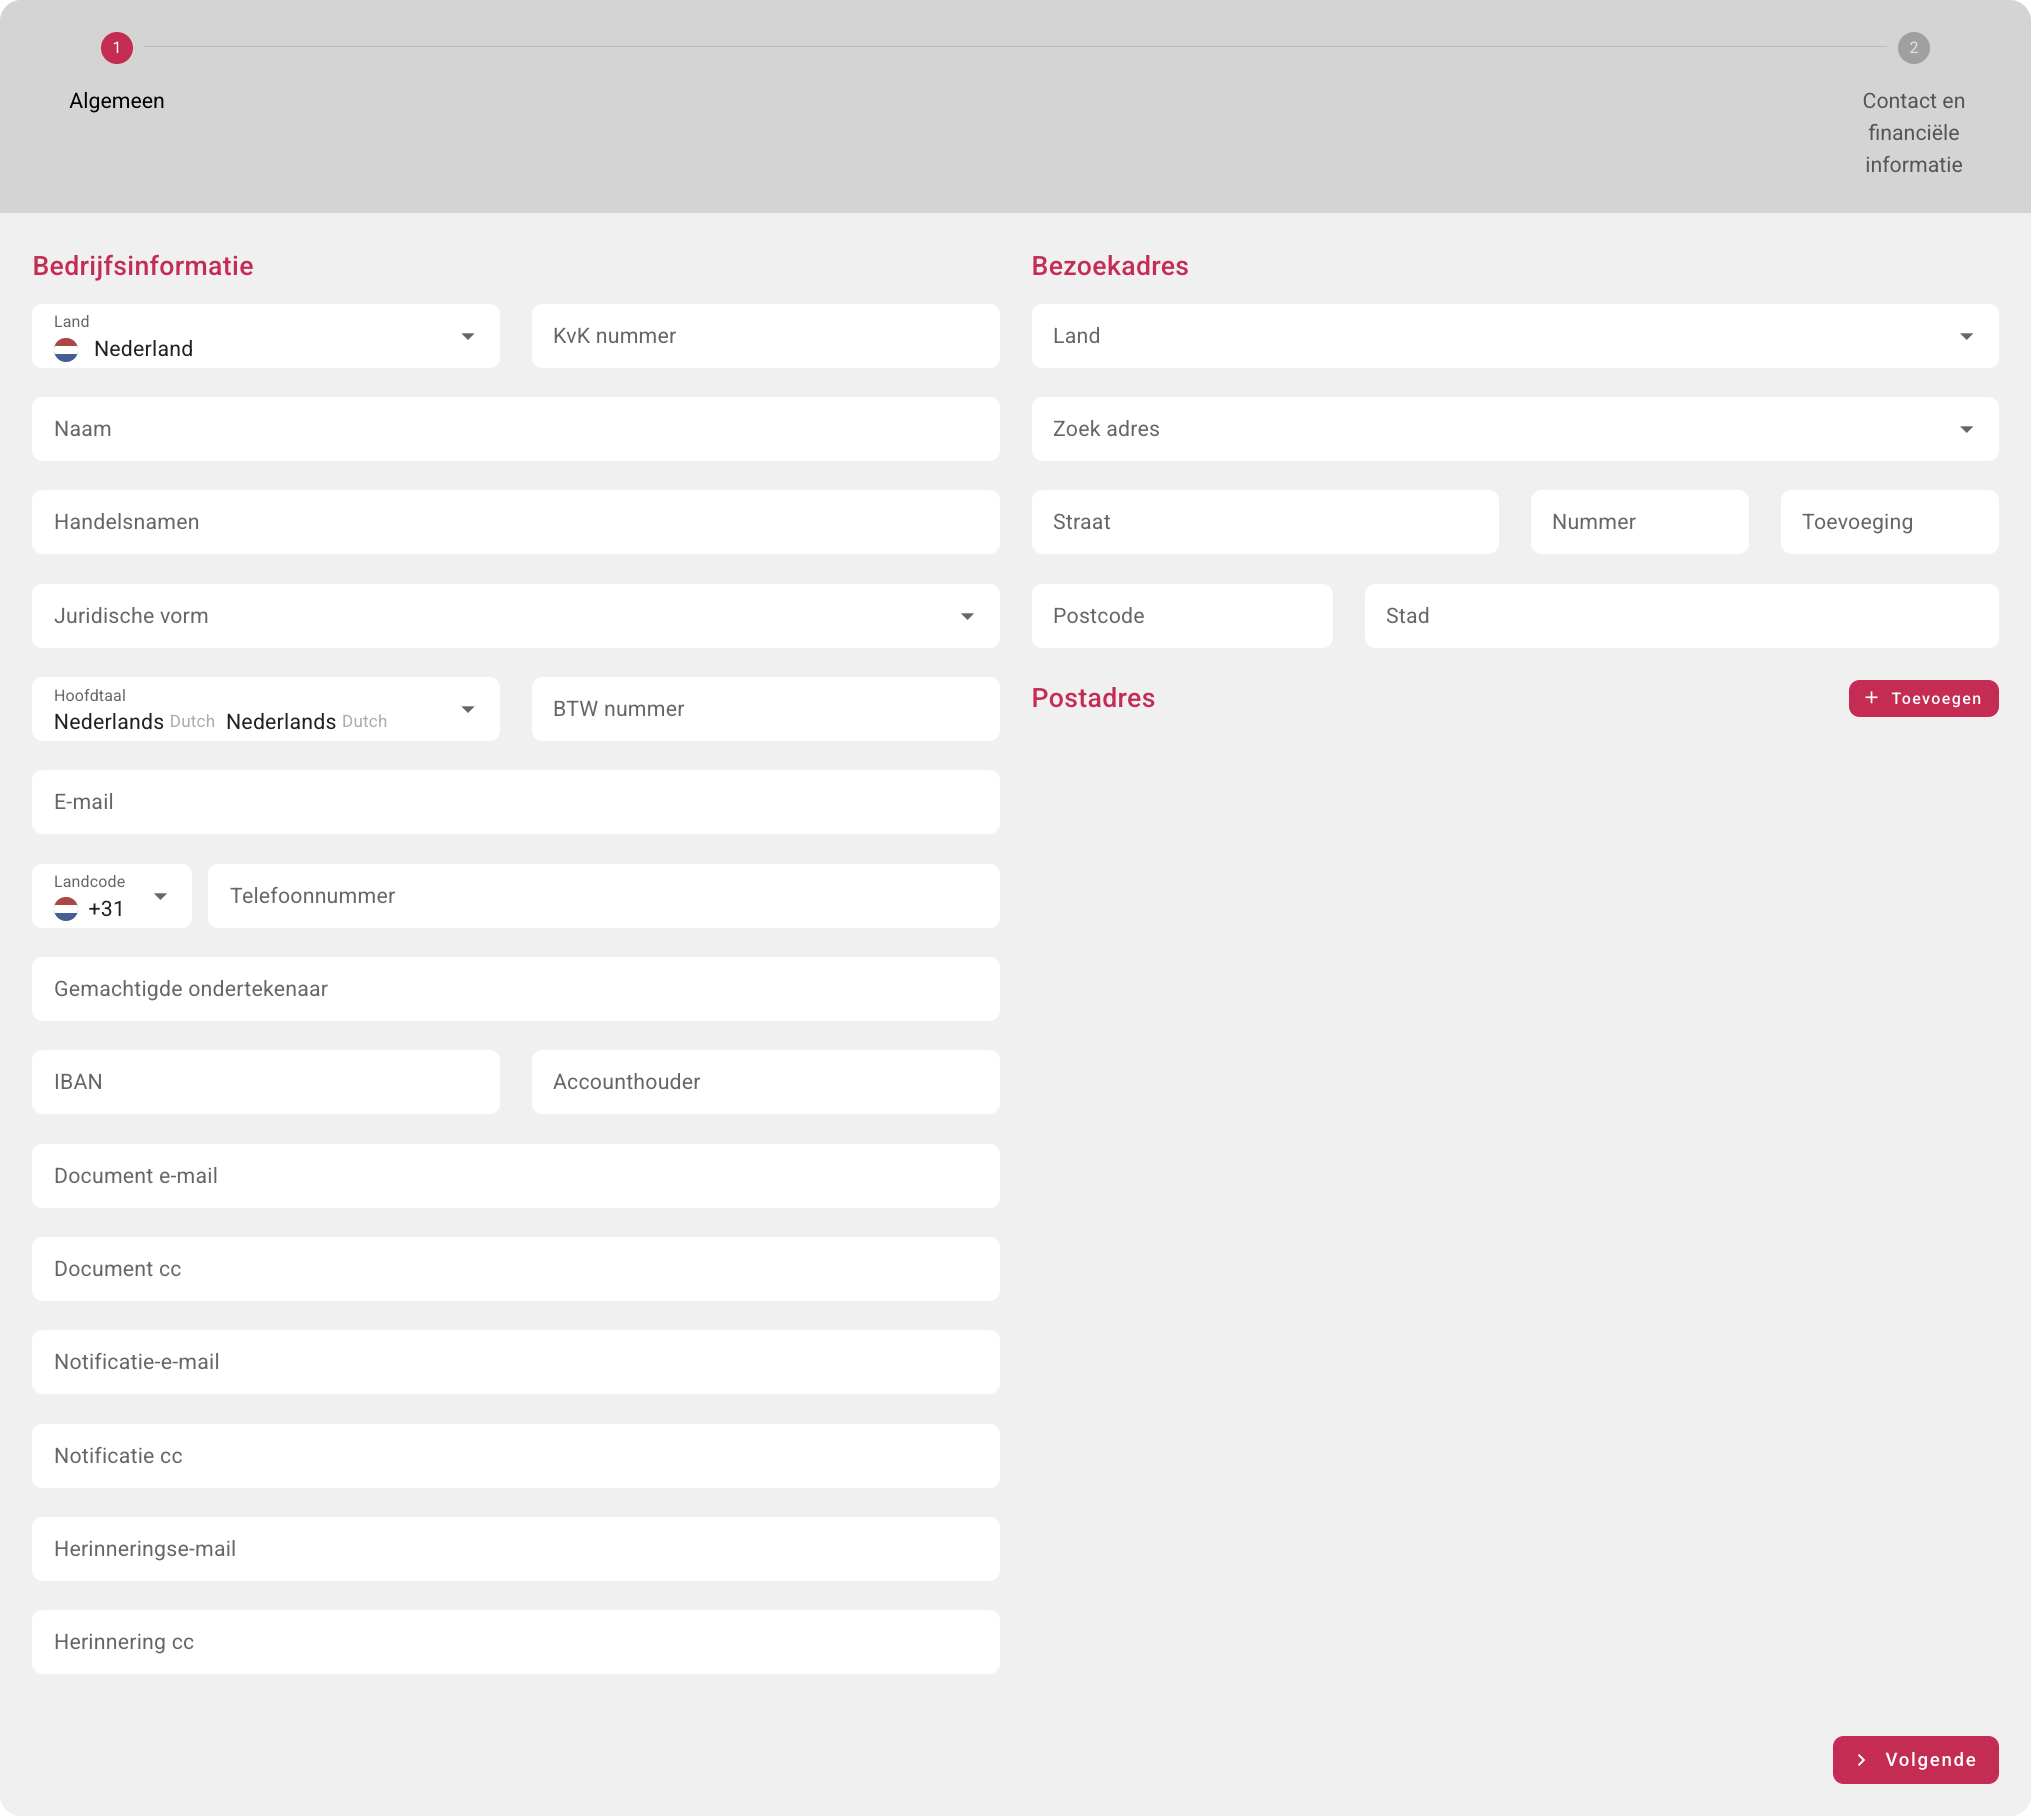 1
Algemeen
2
Contact en
financiële
informatie
Bedrijfsinformatie
Land
Nederland
KvK nummer
Naam
Handelsnamen
Juridische vorm
Hoofdtaal
Nederlands Dutch Nederlands Dutch
BTW nummer
E-mail
Landcode
+31
Telefoonnummer
Gemachtigde ondertekenaar
IBAN
Accounthouder
Document e-mail
Document cc
Notificatie-e-mail
Notificatie cc
Herinneringse-mail
Herinnering cc
Bezoekadres
Land
Zoek adres
Straat
Nummer
Toevoeging
Postcode
Stad
Postadres
+ Toevoegen
Volgende